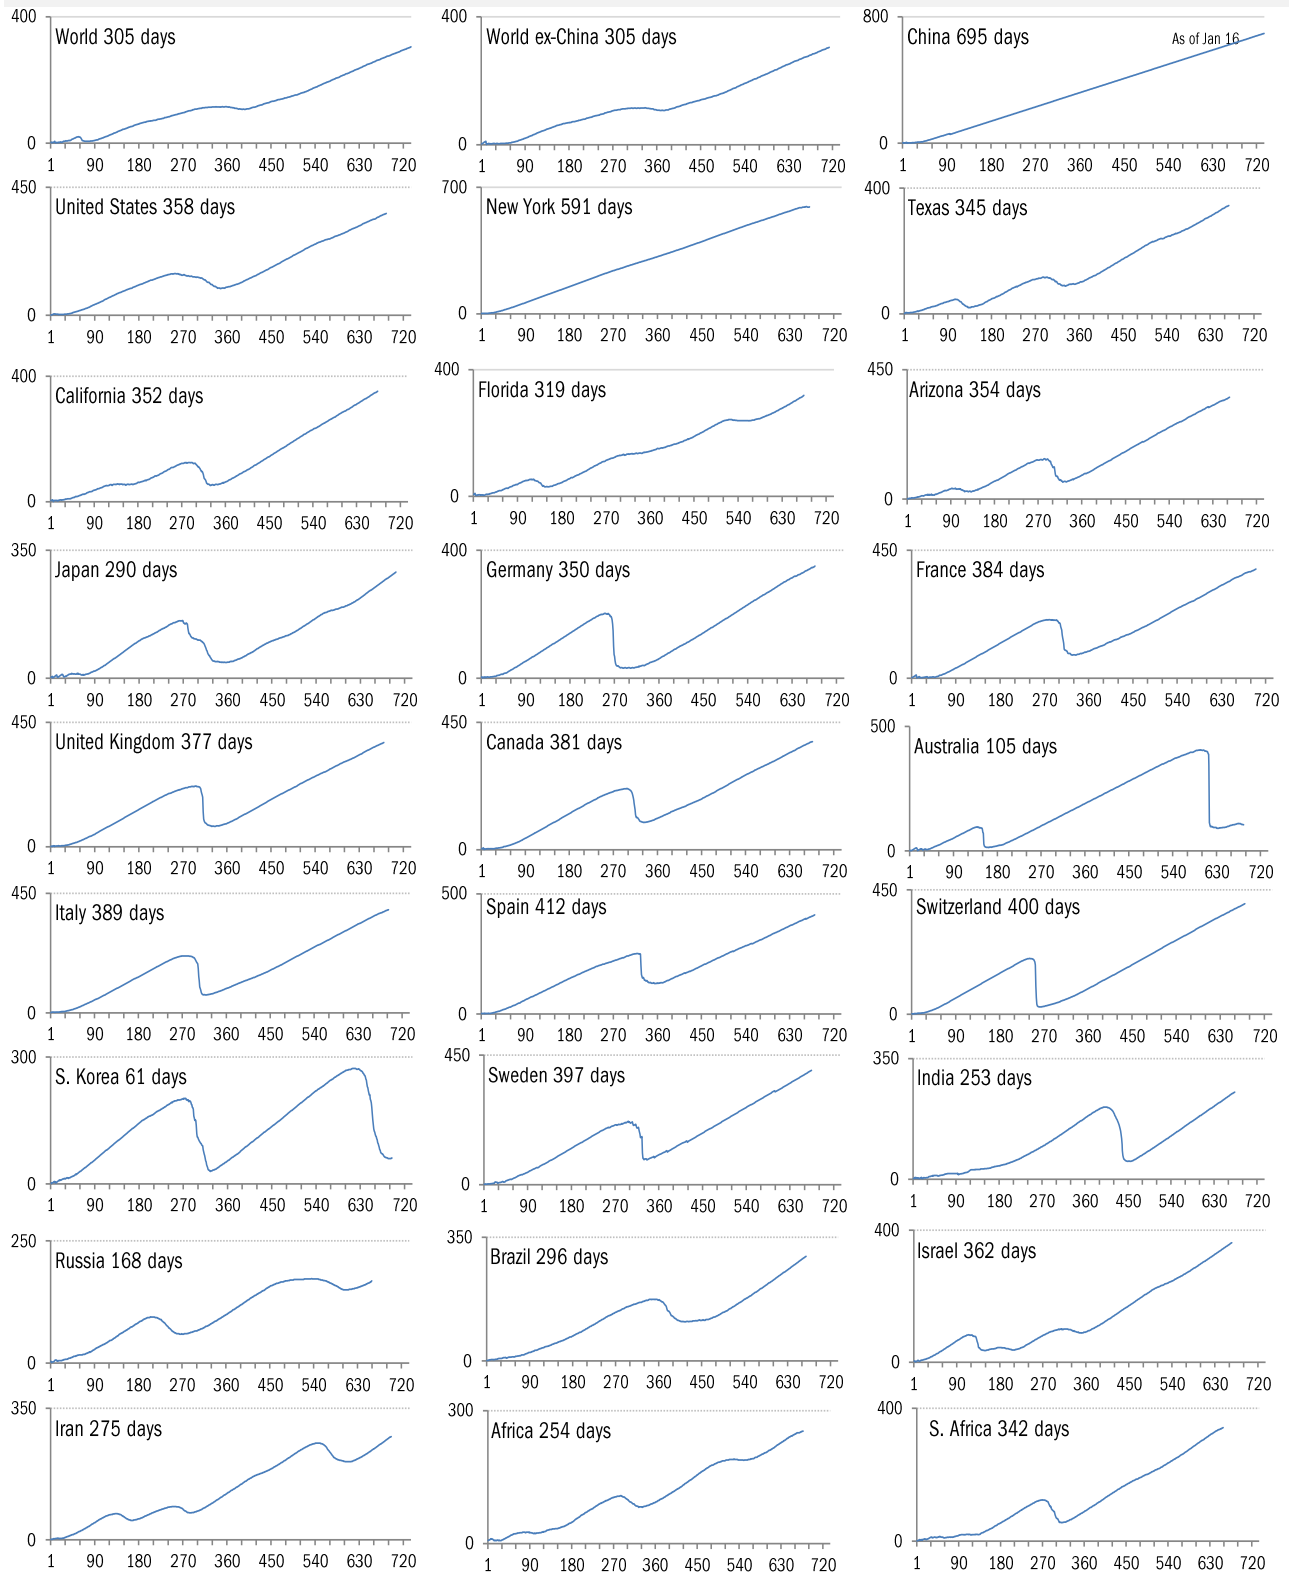 400
World 305 days
0
1 90 180 270 360 450 540 630 720
400
World ex-China 305 days
0
1 90 180 270 360 450 540 630 720
800
China 695 days
As of Jan 16
0
1 90 180 270 360 450 540 630 720
450
United States 358 days
0
1 90 180 270 360 450 540 630 720
700
New York 591 days
0
1 90 180 270 360 450 540 630 720
400
Texas 345 days
0
1 90 180 270 360 450 540 630 720
400
California 352 days
0
1 90 180 270 360 450 540 630 720
400
Florida 319 days
0
1 90 180 270 360 450 540 630 720
450
Arizona 354 days
0
1 90 180 270 360 450 540 630 720
350
Japan 290 days
0
1 90 180 270 360 450 540 630 720
400
Germany 350 days
0
1 90 180 270 360 450 540 630 720
450
France 384 days
0
1 90 180 270 360 450 540 630 720
450
United Kingdom 377 days
0
1 90 180 270 360 450 540 630 720
450
Canada 381 days
0
1 90 180 270 360 450 540 630 720
500
Australia 105 days
0
1 90 180 270 360 450 540 630 720
450
Italy 389 days
0
1 90 180 270 360 450 540 630 720
500
Spain 412 days
0
1 90 180 270 360 450 540 630 720
450
Switzerland 400 days
0
1 90 180 270 360 450 540 630 720
300
S. Korea 61 days
0
1 90 180 270 360 450 540 630 720
450
Sweden 397 days
0
1 90 180 270 360 450 540 630 720
350
India 253 days
0
1 90 180 270 360 450 540 630 720
250
Russia 168 days
0
1 90 180 270 360 450 540 630 720
350
Brazil 296 days
0
1 90 180 270 360 450 540 630 720
400
Israel 362 days
0
1 90 180 270 360 450 540 630 720
350
Iran 275 days
0
1 90 180 270 360 450 540 630 720
300
Africa 254 days
0
1 90 180 270 360 450 540 630 720
400
S. Africa 342 days
0
1 90 180 270 360 450 540 630 720